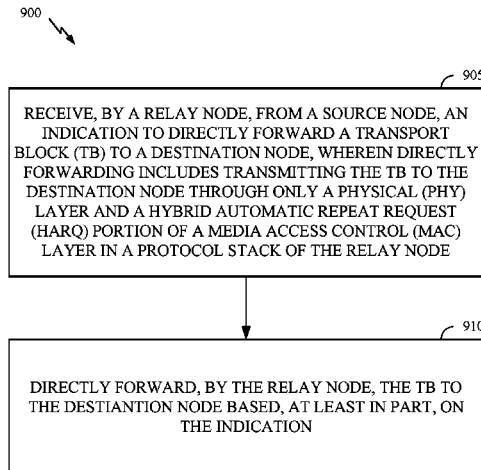 900
905
RECEIVE, BY A RELAY NODE, FROM A SOURCE NODE, AN
INDICATION TO DIRECTLY FORWARD A TRANSPORT
BLOCK (TB) TO A DESTINATION NODE, WHEREIN DIRECTLY
FORWARDING INCLUDES TRANSMITTING THE TB TO THE
DESTINATION NODE THROUGH ONLY A PHYSICAL (PHY)
LAYER AND A HYBRID AUTOMATIC REPEAT REQUEST
(HARQ) PORTION OF A MEDIA ACCESS CONTROL (MAC)
LAYER IN A PROTOCOL STACK OF THE RELAY NODE
910
DIRECTLY FORWARD, BY THE RELAY NODE, THE TB TO
THE DESTIANTION NODE BASED, AT LEAST IN PART, ON
THE INDICATION